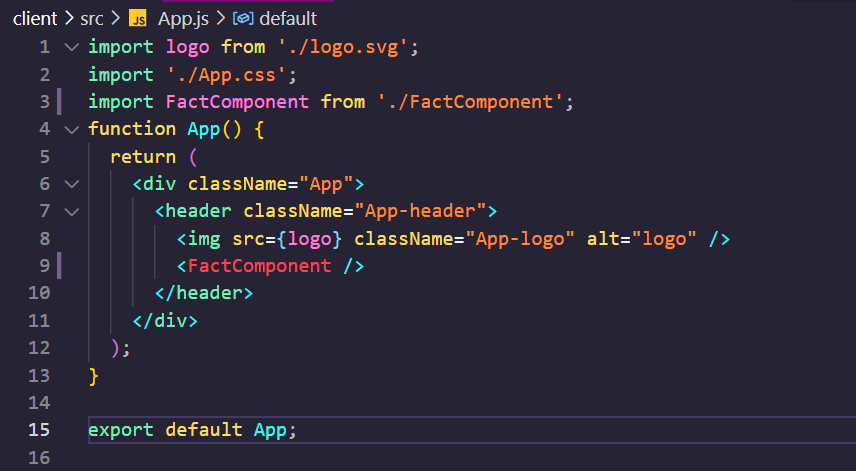 client > src > JS App.js > default
1 import logo from './logo.svg';
2 import './App.css';
3 import FactComponent from './FactComponent';
4 function App() {
5   return (
6     <div className="App">
7       <header className="App-header">
8         <img src={logo} className="App-logo" alt="logo" />
9         <FactComponent />
10       </header>
11     </div>
12   );
13 }
14
15 export default App;
16